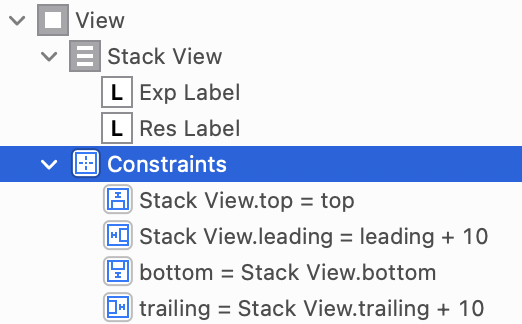 View
Stack View
L Exp Label
L Res Label
Constraints
Stack View.top = top
Stack View.leading = leading + 10
bottom = Stack View.bottom
trailing = Stack View.trailing + 10